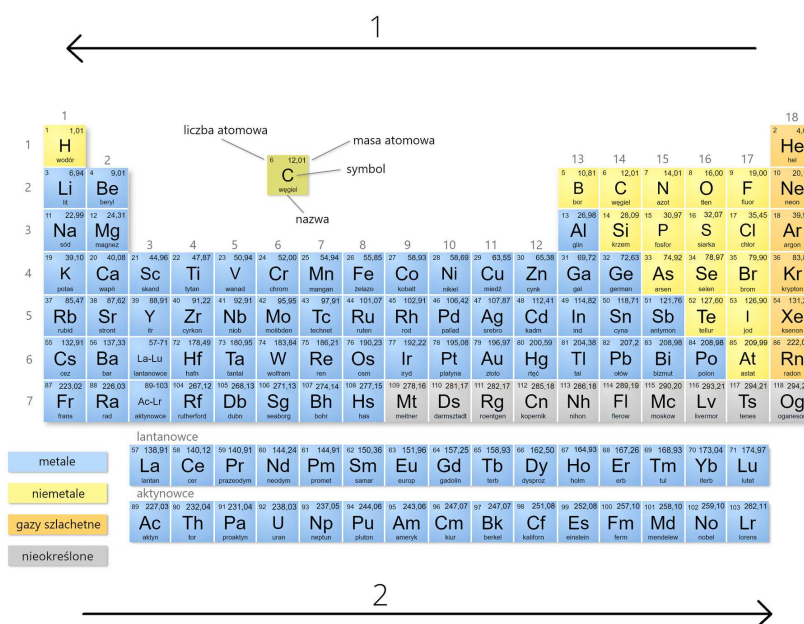 1
1 18
liczba atomowa masa atomowa
symbol
nazwa
6 12,01
C
węgiel
1 1 1,01 2
H He
wodór hel
2 13 14 15 16 17
2 3 6,94 4 9,01 5 10,81 6 12,01 7 14,01 8 16,00 9 19,00 10
Li Be B C N O F Ne
lit beryl bor węgiel azot tlen fluor neon
3 11 22,99 12 24,31 13 26,98 14 28,09 15 30,97 16 32,07 17 35,45 18
Na Mg Al Si P S Cl Ar
sód magnez glin krzem fosfor siarka chlor argon
3 4 5 6 7 8 9 10 11 12
4 19 39,10 20 40,08 21 44,96 22 47,87 23 50,94 24 52,00 25 54,94 26 55,85 27 58,93 28 58,69 29 63,55 30 65,38 31 69,72 32 72,63 33 74,92 34 78,97 35 79,90 36
K Ca Sc Ti V Cr Mn Fe Co Ni Cu Zn Ga Ge As Se Br Kr
potas wapń skand tytan wanad chrom mangan żelazo kobalt nikiel miedź cynk gal german arsen selen brom krypton
5 37 85,47 38 87,62 39 88,91 40 91,22 41 92,91 42 95,95 43 97,91 44 101,07 45 102,91 46 106,42 47 107,87 48 112,41 49 114,82 50 118,71 51 121,76 52 127,60 53 126,90 54
Rb Sr Y Zr Nb Mo Tc Ru Rh Pd Ag Cd In Sn Sb Te I Xe
rubid stront itr cyrkon niob molibden technet ruten rod pallad srebro kadm ind cyna antymon tellur jod ksenon
6 55 132,91 56 137,33 57-71 72 178,49 73 180,95 74 183,84 75 186,21 76 190,23 77 192,22 78 195,08 79 196,97 80 200,59 81 204,38 82 207,2 83 208,98 84 208,98 85 209,99 86
Cs Ba La-Lu Hf Ta W Re Os Ir Pt Au Hg Tl Pb Bi Po At Rn
cez bar lantanowce hafn tantal wolfram ren osm iryd platyna złoto rtęć tal ołów bizmut polon astat radon
7 87 223,02 88 226,03 89-103 104 267,12 105 268,13 106 271,13 107 274,14 108 277,15 109 278,16 110 281,17 111 282,17 112 285,18 113 286,18 114 289,19 115 290,20 116 293,21 117 294,21 118
Fr Ra Ac-Lr Rf Db Sg Bh Hs Mt Ds Rg Cn Nh Fl Mc Lv Ts Og
frans rad aktynowce rutherford dubn seaborg bohr has meitner darmsztadt roentgen kopernik nihon flerow moskow liwermor tenes
lantanowce
57 138,91 58 140,12 59 140,91 60 144,24 61 144,91 62 150,36 63 151,96 64 157,25 65 158,93 66 162,50 67 164,93 68 167,26 69 168,93 70 173,04 71 174,97
La Ce Pr Nd Pm Sm Eu Gd Tb Dy Ho Er Tm Yb Lu
lantan cer prazeodym neodym promet samar europ gadolin terb dysproz holm erb tul iterb lutet
aktynowce
89 227,03 90 232,04 91 231,04 92 238,03 93 237,05 94 244,06 95 243,06 96 247,07 97 247,07 98 251,08 99 252,08 100 257,10 101 258,10 102 259,10 103 262,11
Ac Th Pa U Np Pu Am Cm Bk Cf Es Fm Md No Lr
aktyn tor proaktyn uran neptun pluton ameryk kiur berkel kaliforn einstein ferm mendelew nobel lorens
metale
niemetale
gazy szlachetne
nieokreślone
2